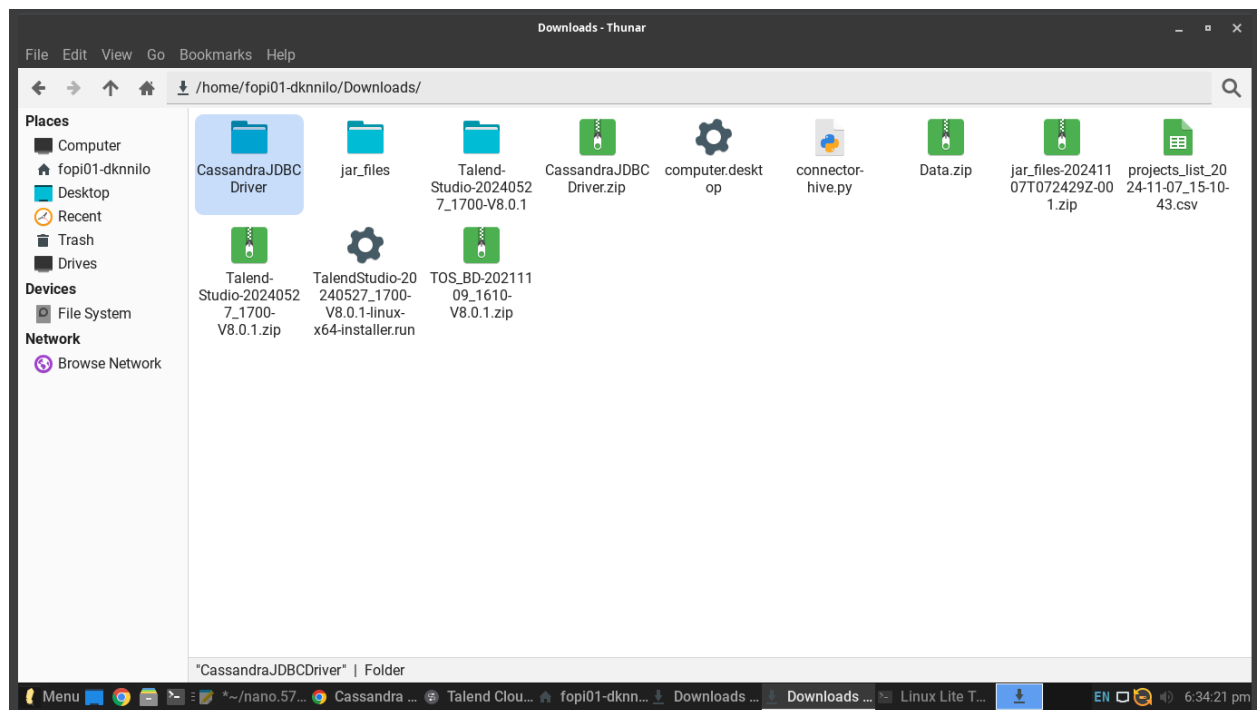 Downloads - Thunar
File Edit View Go Bookmarks Help
/home/fopi01-dknnilo/Downloads/
Places
Computer
fopi01-dknnilo
Desktop
Recent
Trash
Drives
Devices
File System
Network
Browse Network
CassandraJDBC
Driver
jar_files
Talend-
Studio-2024052
7_1700-V8.0.1
CassandraJDBC
Driver.zip
computer.deskt
op
connector-
hive.py
Data.zip
jar_files-202411
07T072429Z-00
1.zip
projects_list_20
24-11-07_15-10-
43.csv
Talend-
Studio-2024052
7_1700-
V8.0.1.zip
TalendStudio-20
240527_1700-
V8.0.1-linux-
x64-installer.run
TOS_BD-202111
09_1610-
V8.0.1.zip
"CassandraJDBCDriver" | Folder
Menu *~/nano.57... Cassandra ... Talend Clou... fopi01-dknn... Downloads ... Downloads ... Linux Lite T... EN 6:34:21 pm